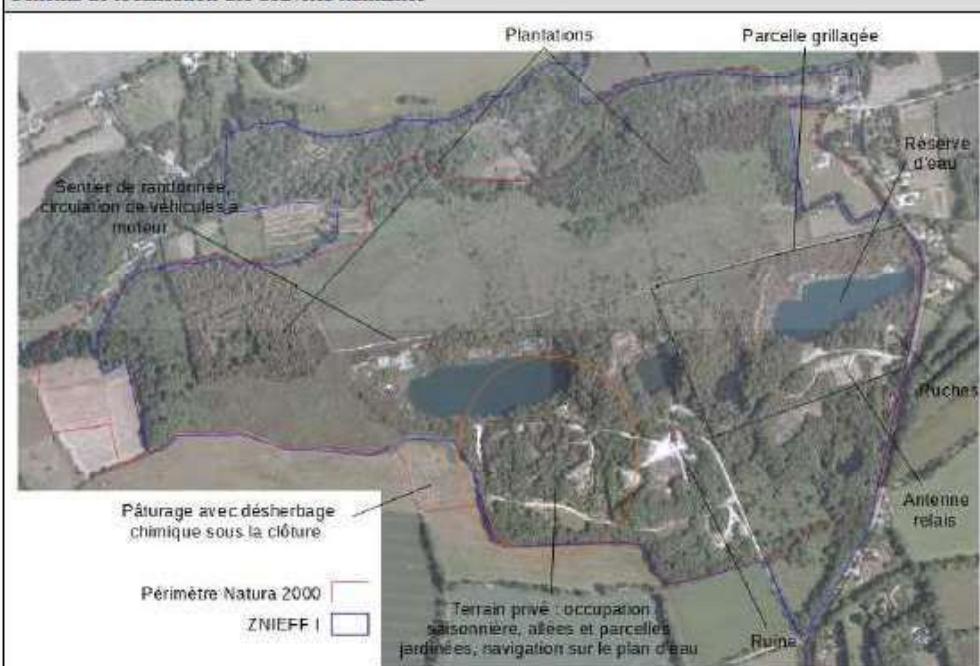 Plantations
Parcelle grillagée
Réserve
d'eau
Sentier de randonnée,
circulation de véhicules à
moteur
Ruches
Antenne
relais
Pâturage avec désherbage
chimique sous la clôture
Périmètre Natura 2000
ZNIEFF I
Terrain privé : occupation
saisonnière, allées et parcelles
jardinées, navigation sur le plan d'eau
Ruine